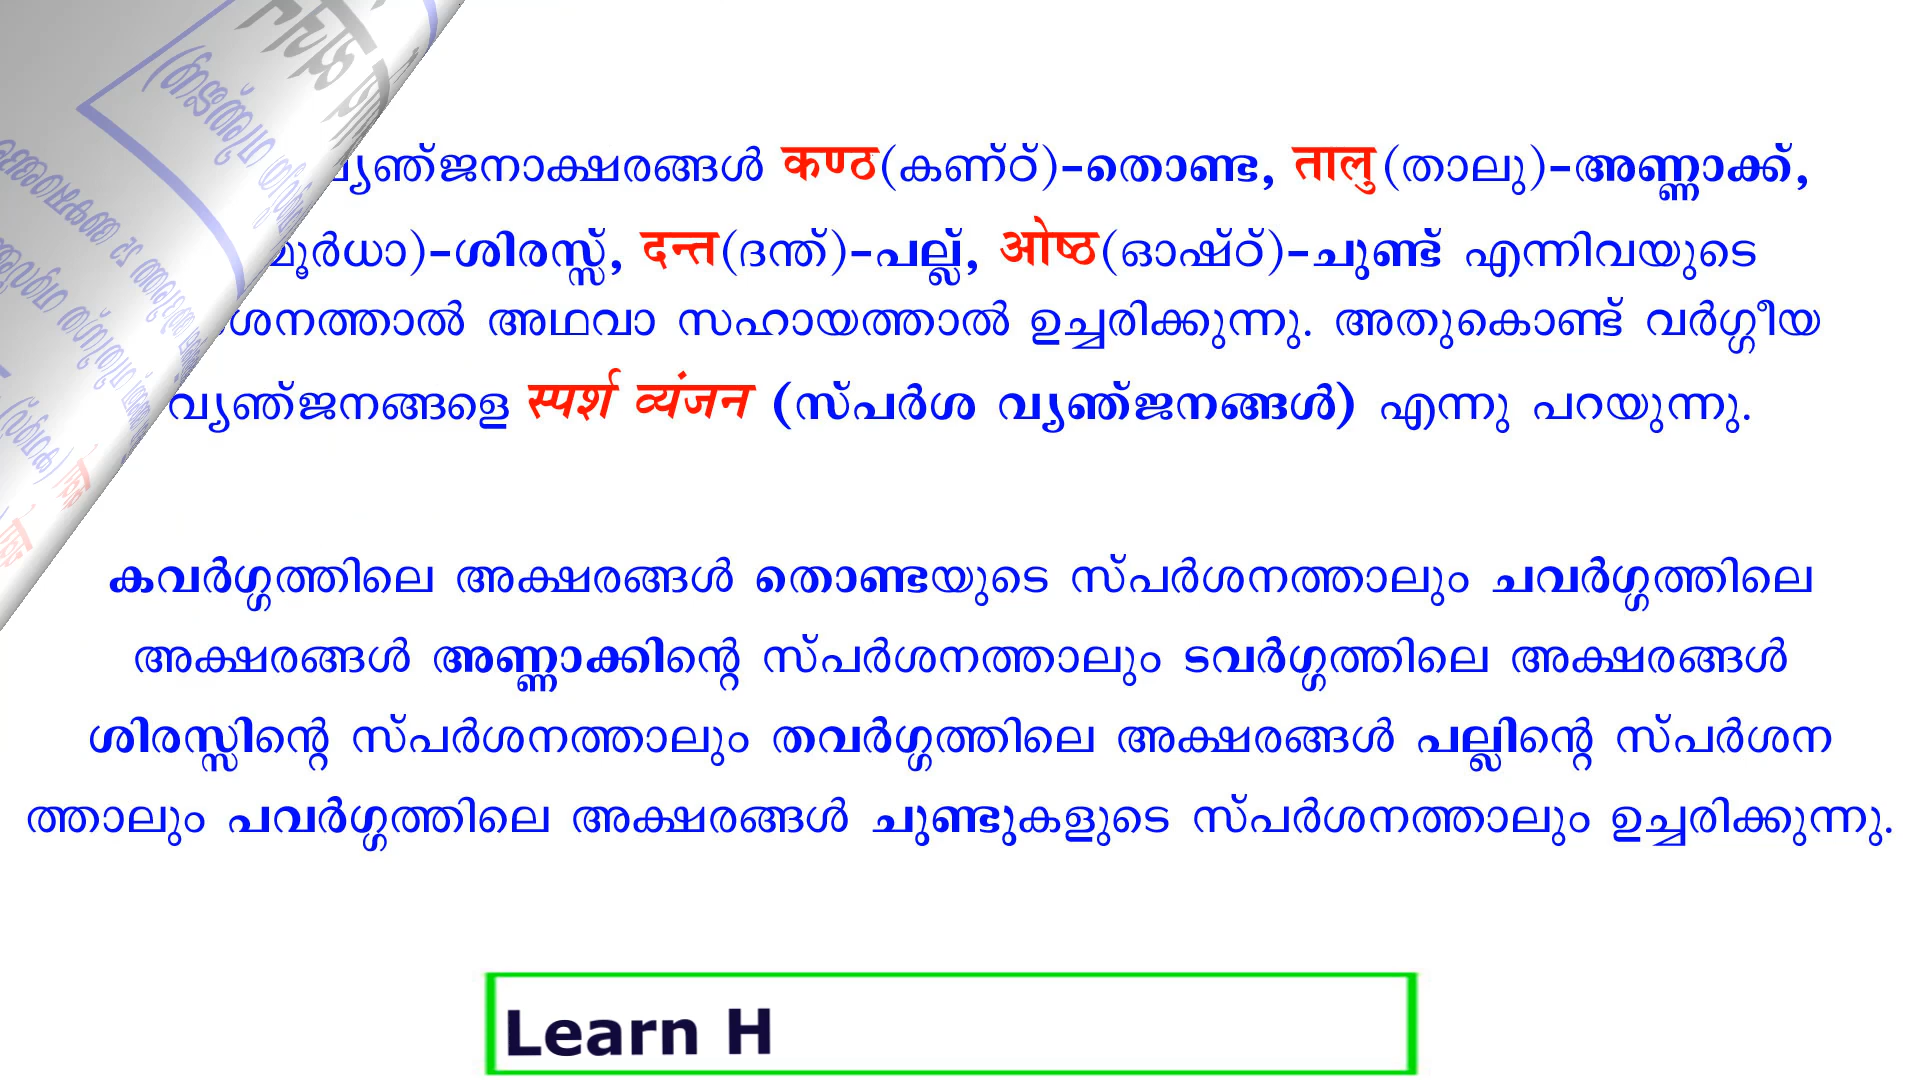 വ്യഞ്ജനാക്ഷരങ്ങൾ कण्ठ(കണ്ഠ്)-തൊണ്ട, तालु(താലു)-അണ്ണാക്ക്,
മൂർധാ)-ശിരസ്സ്, दन्त(ദന്ത്)-പല്ല്, ओष्ठ(ഓഷ്ഠ്)-ചുണ്ട് എന്നിവയുടെ
ശനത്താൽ അഥവാ സഹായത്താൽ ഉച്ചരിക്കുന്നു. അതുകൊണ്ട് വർഗ്ഗീയ
വ്യഞ്ജനങ്ങളെ स्पर्श व्यंजन (സ്പർശ വ്യഞ്ജനങ്ങൾ) എന്നു പറയുന്നു.
കവർഗ്ഗത്തിലെ അക്ഷരങ്ങൾ തൊണ്ടയുടെ സ്പർശനത്താലും ചവർഗ്ഗത്തിലെ
അക്ഷരങ്ങൾ അണ്ണാക്കിന്റെ സ്പർശനത്താലും ടവർഗ്ഗത്തിലെ അക്ഷരങ്ങൾ
ശിരസ്സിന്റെ സ്പർശനത്താലും തവർഗ്ഗത്തിലെ അക്ഷരങ്ങൾ പല്ലിന്റെ സ്പർശന
ത്താലും പവർഗ്ഗത്തിലെ അക്ഷരങ്ങൾ ചുണ്ടുകളുടെ സ്പർശനത്താലും ഉച്ചരിക്കുന്നു.
Learn H